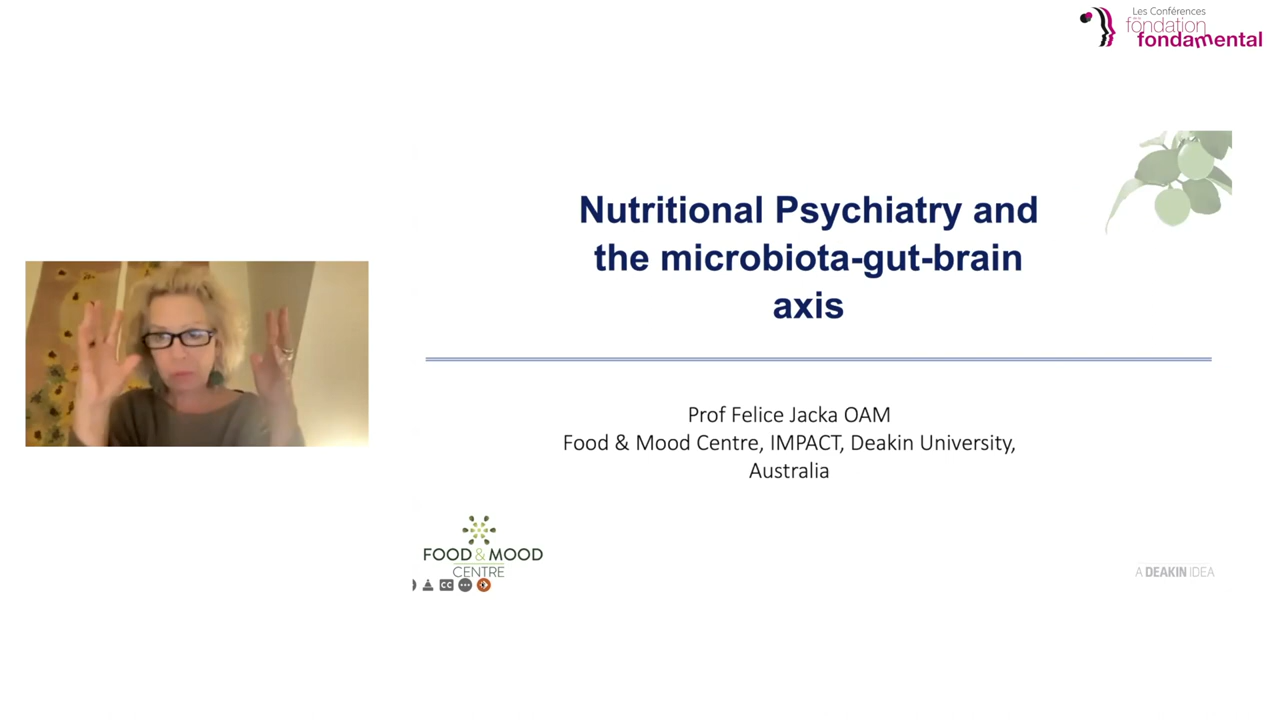 Les Conférences
fondation
fondamental
Nutritional Psychiatry and
the microbiota-gut-brain
axis
Prof Felice Jacka OAM
Food & Mood Centre, IMPACT, Deakin University,
Australia
FOOD & MOOD
CENTRE
CC
A DEAKIN IDEA